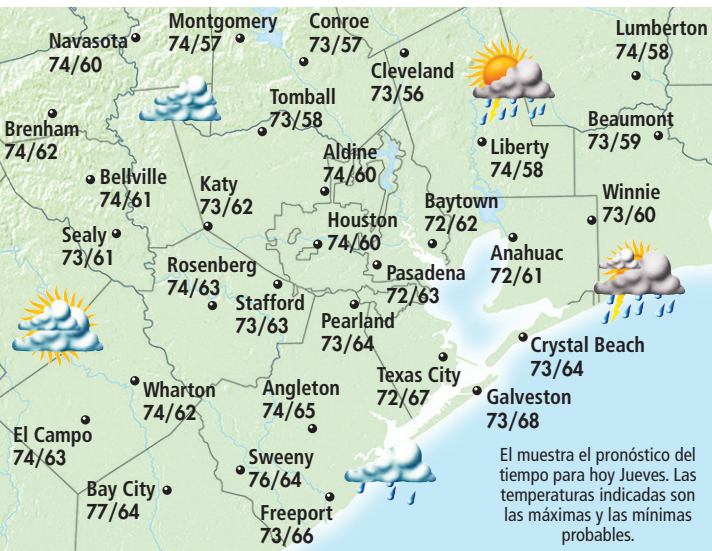 Montgomery
74/57
Conroe
73/57
Lumberton
74/58
Navasota
74/60
Cleveland
73/56
Tomball
73/58
Brenham
74/62
Beaumont
73/59
Liberty
74/58
Aldine
74/60
Bellville
74/61
Katy
73/62
Baytown
72/62
Winnie
73/60
Houston
74/60
Sealy
73/61
Anahuac
72/61
Rosenberg
74/63
Pasadena
72/63
Stafford
73/63
Pearland
73/64
Crystal Beach
73/64
Texas City
72/67
Wharton
74/62
Angleton
74/65
Galveston
73/68
El Campo
74/63
Sweeny
76/64
Bay City
77/64
Freeport
73/66
El muestra el pronóstico del
tiempo para hoy Jueves. Las
temperaturas indicadas son
las máximas y las mínimas
probables.